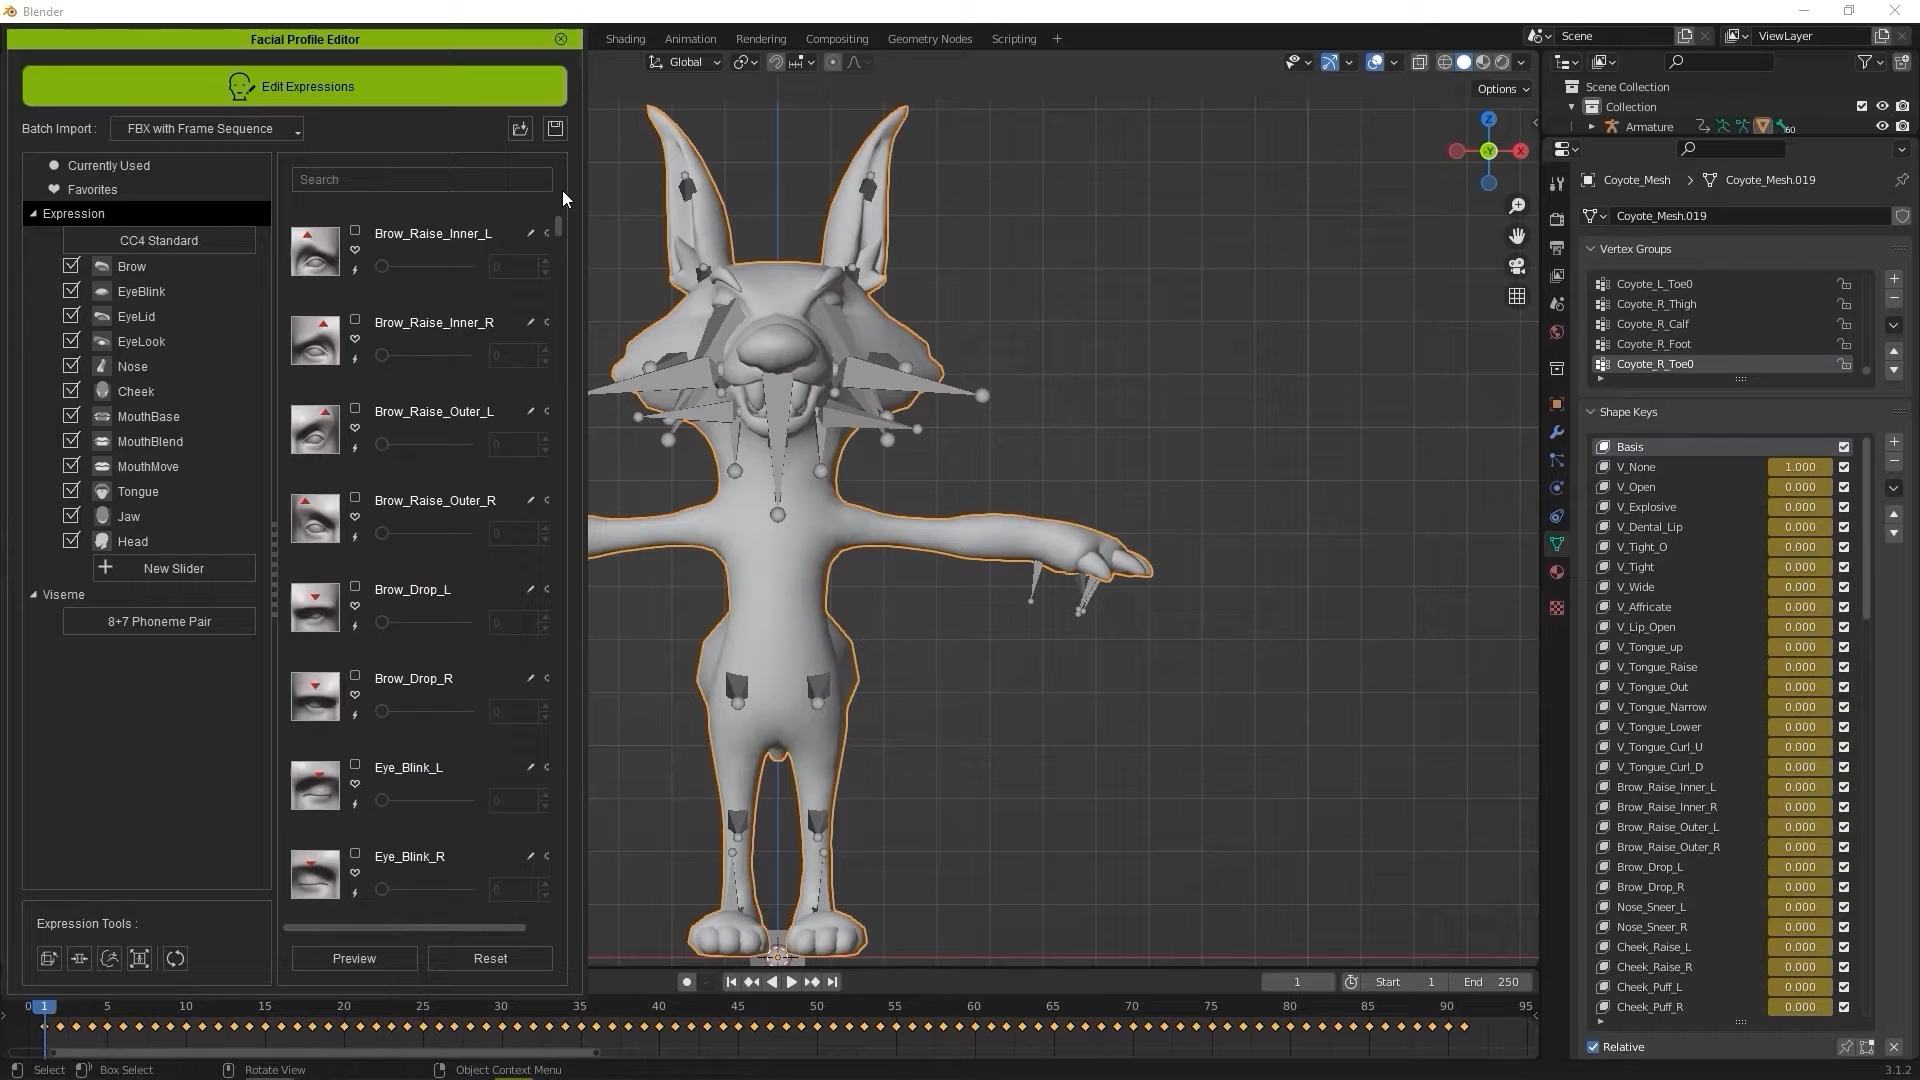 Blender
Facial Profile Editor
Edit Expressions
Batch Import :
FBX with Frame Sequence
Currently Used
Favorites
Expression
CC4 Standard
Brow
EyeBlink
EyeLid
EyeLook
Nose
Cheek
MouthBase
MouthBlend
MouthMove
Tongue
Jaw
Head
New Slider
Viseme
8+7 Phoneme Pair
Expression Tools :
Search
Brow_Raise_Inner_L
0
Brow_Raise_Inner_R
0
Brow_Raise_Outer_L
0
Brow_Raise_Outer_R
0
Brow_Drop_L
0
Brow_Drop_R
0
Eye_Blink_L
0
Eye_Blink_R
0
Preview
Reset
Shading Animation Rendering Compositing Geometry Nodes Scripting +
Global
Options
Z
Y
X
Scene
ViewLayer
Scene Collection
Collection
Armature
60
Coyote_Mesh > Coyote_Mesh.019
Coyote_Mesh.019
Vertex Groups
Coyote_L_Toe0
Coyote_R_Thigh
Coyote_R_Calf
Coyote_R_Foot
Coyote_R_Toe0
Shape Keys
Basis
V_None 1.000
V_Open 0.000
V_Explosive 0.000
V_Dental_Lip 0.000
V_Tight_O 0.000
V_Tight 0.000
V_Wide 0.000
V_Affricate 0.000
V_Lip_Open 0.000
V_Tongue_up 0.000
V_Tongue_Raise 0.000
V_Tongue_Out 0.000
V_Tongue_Narrow 0.000
V_Tongue_Lower 0.000
V_Tongue_Curl_U 0.000
V_Tongue_Curl_D 0.000
Brow_Raise_Inner_L 0.000
Brow_Raise_Inner_R 0.000
Brow_Raise_Outer_L 0.000
Brow_Raise_Outer_R 0.000
Brow_Drop_L 0.000
Brow_Drop_R 0.000
Nose_Sneer_L 0.000
Nose_Sneer_R 0.000
Cheek_Raise_L 0.000
Cheek_Raise_R 0.000
Cheek_Puff_L 0.000
Cheek_Puff_R 0.000
Relative
1 Start 1 End 250
0 1 5 10 15 20 25 30 35 40 45 50 55 60 65 70 75 80 85 90 95
Select Box Select Rotate View Object Context Menu 3.1.2